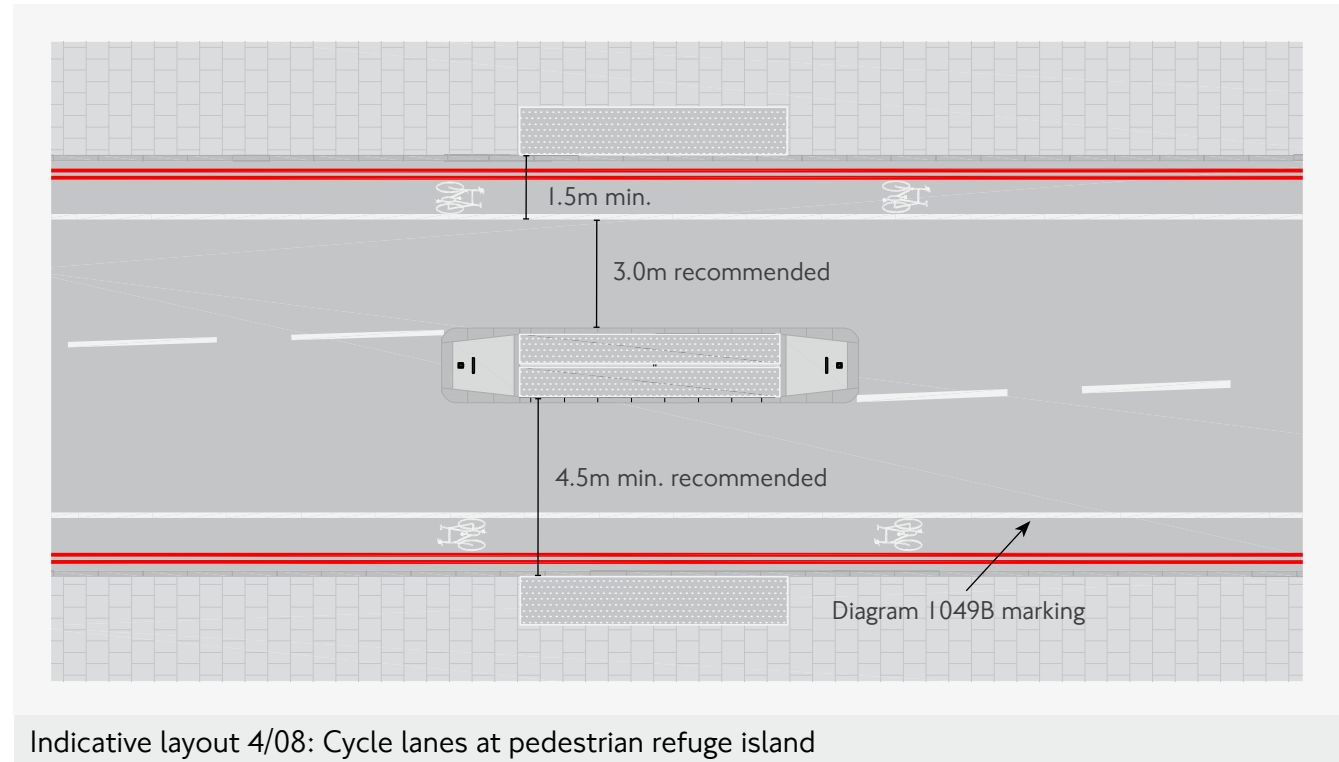 1.5m min.
3.0m recommended
4.5m min. recommended
Diagram 1049B marking
Indicative layout 4/08: Cycle lanes at pedestrian refuge island